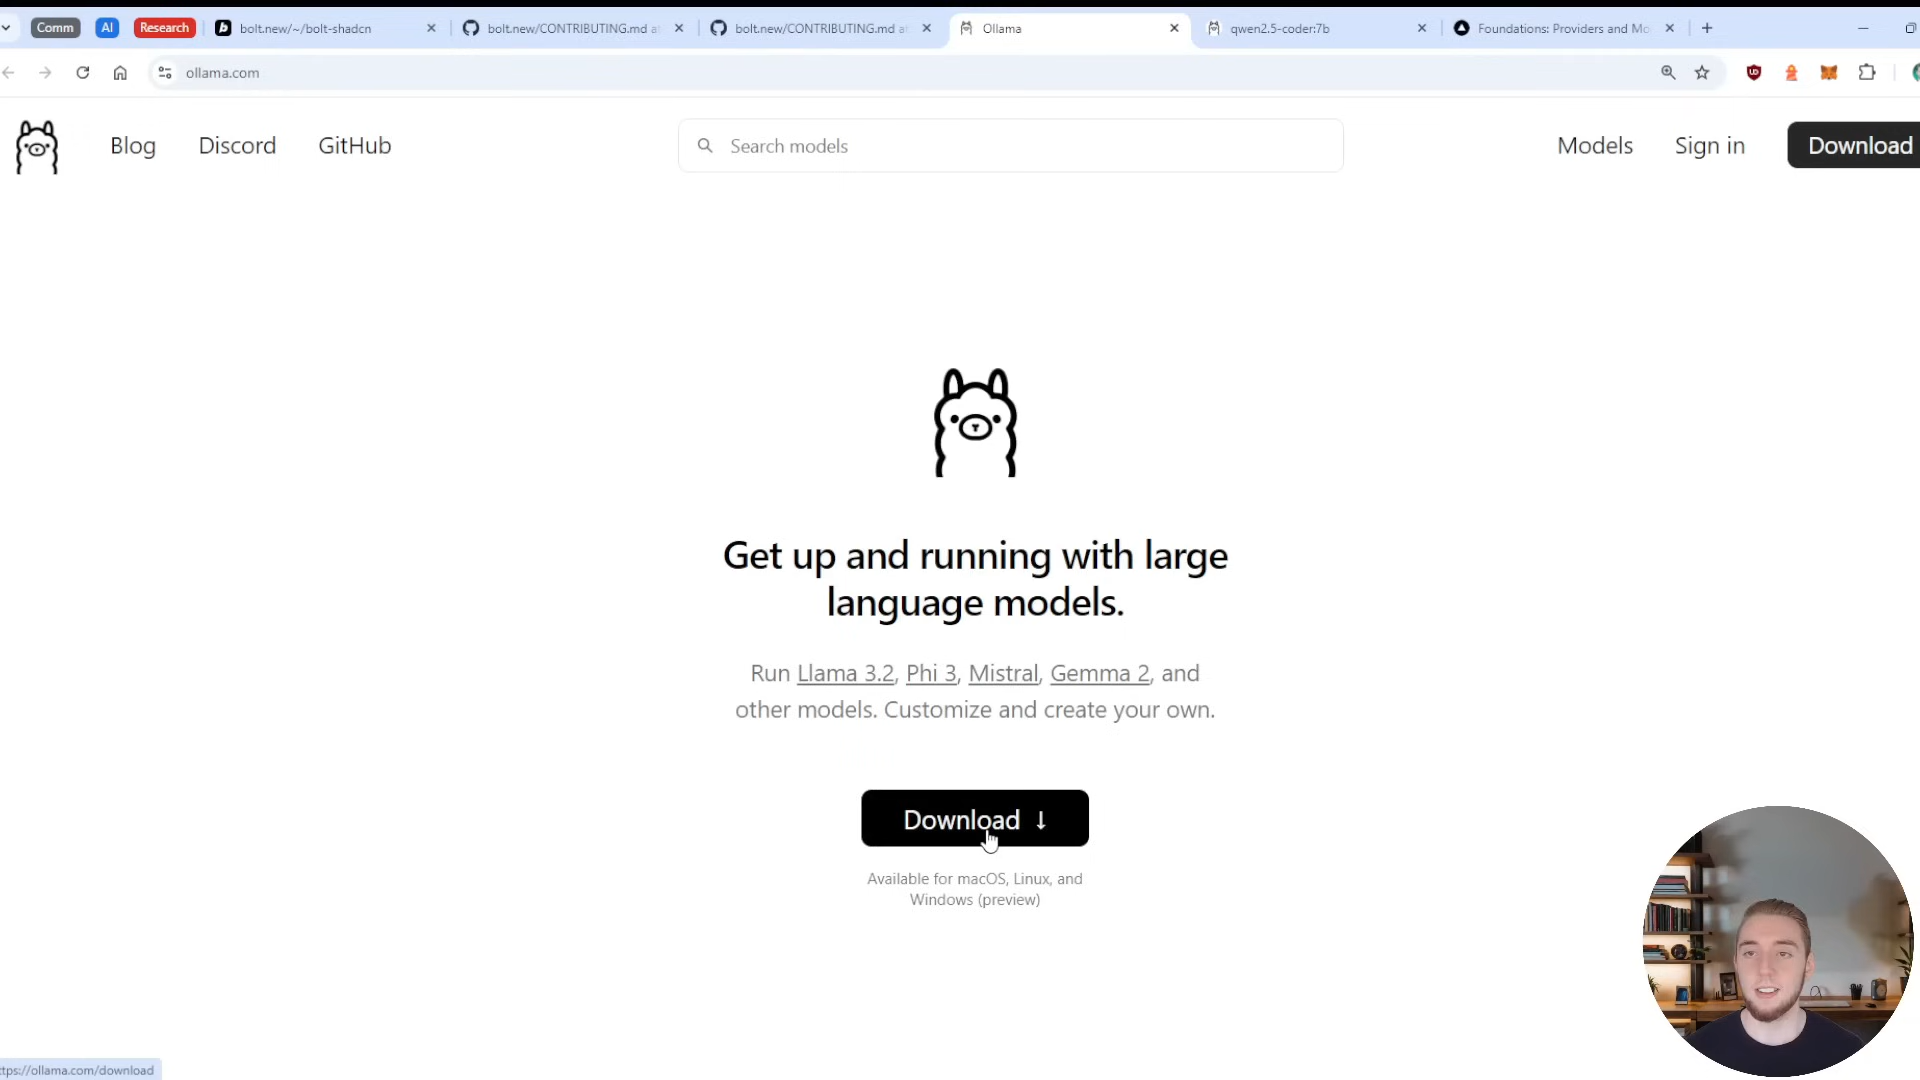 Comm
AI
Research
bolt.new/~/bolt-shadcn
bolt.new/CONTRIBUTING.md a
bolt.new/CONTRIBUTING.md a
Ollama
qwen2.5-coder:7b
Foundations: Providers and Mo
ollama.com
Blog
Discord
GitHub
Search models
Models
Sign in
Download
Get up and running with large
language models.
Run Llama 3.2, Phi 3, Mistral, Gemma 2, and
other models. Customize and create your own.
Download ↓
Available for macOS, Linux, and
Windows (preview)
ttps://ollama.com/download